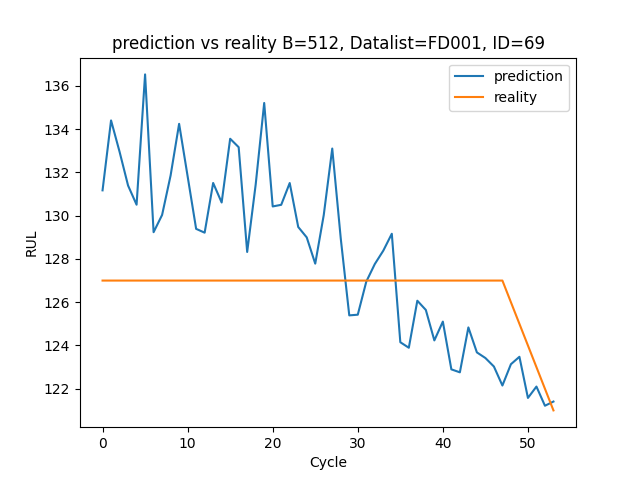 prediction vs reality B=512, Datalist=FD001, ID=69
prediction
reality
RUL
136
134
132
130
128
126
124
122
0 10 20 30 40 50
Cycle